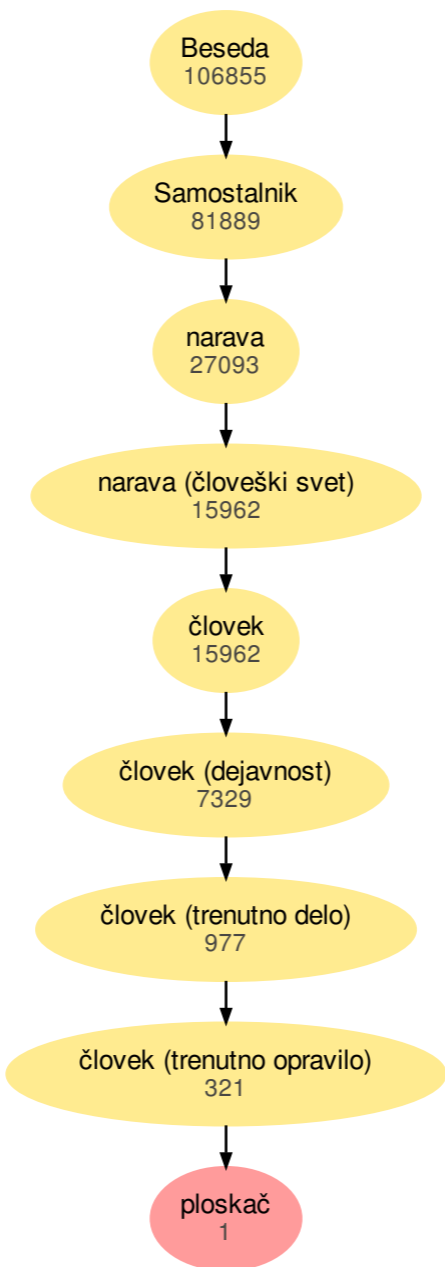 Beseda
106855
Samostalnik
81889
narava
27093
narava (človeški svet)
15962
človek
15962
človek (dejavnost)
7329
človek (trenutno delo)
977
človek (trenutno opravilo)
321
ploskač
1